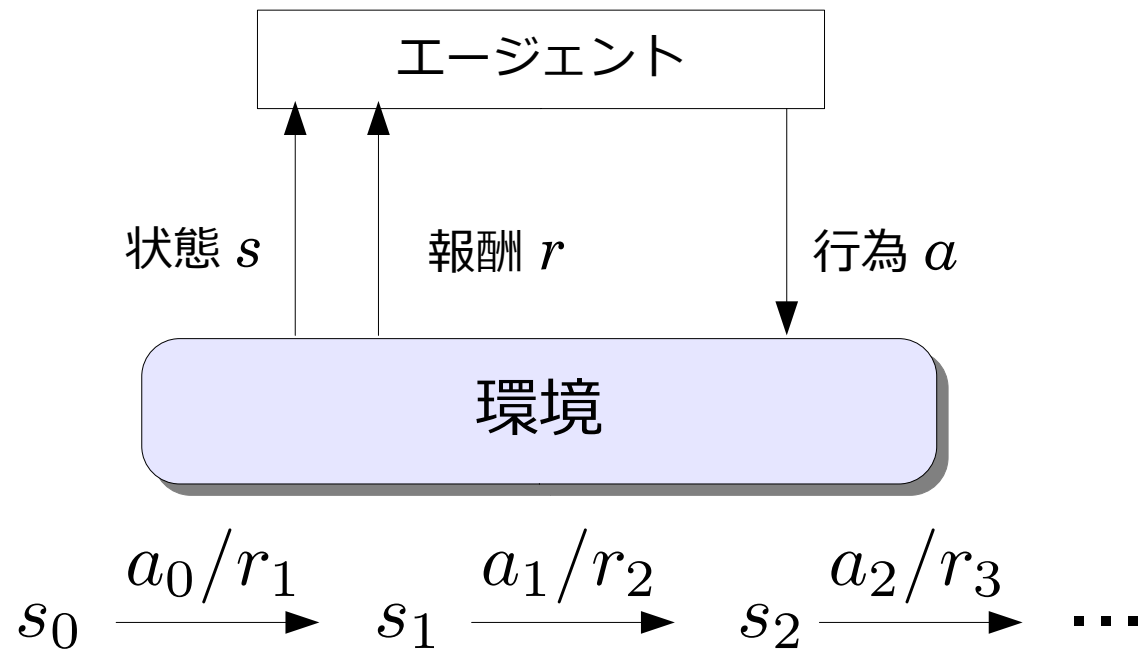 エージェント
状態 s
報酬 r
行為 a
環境
a₀/r₁ a₁/r₂ a₂/r₃
s₀ s₁ s₂ ⋯